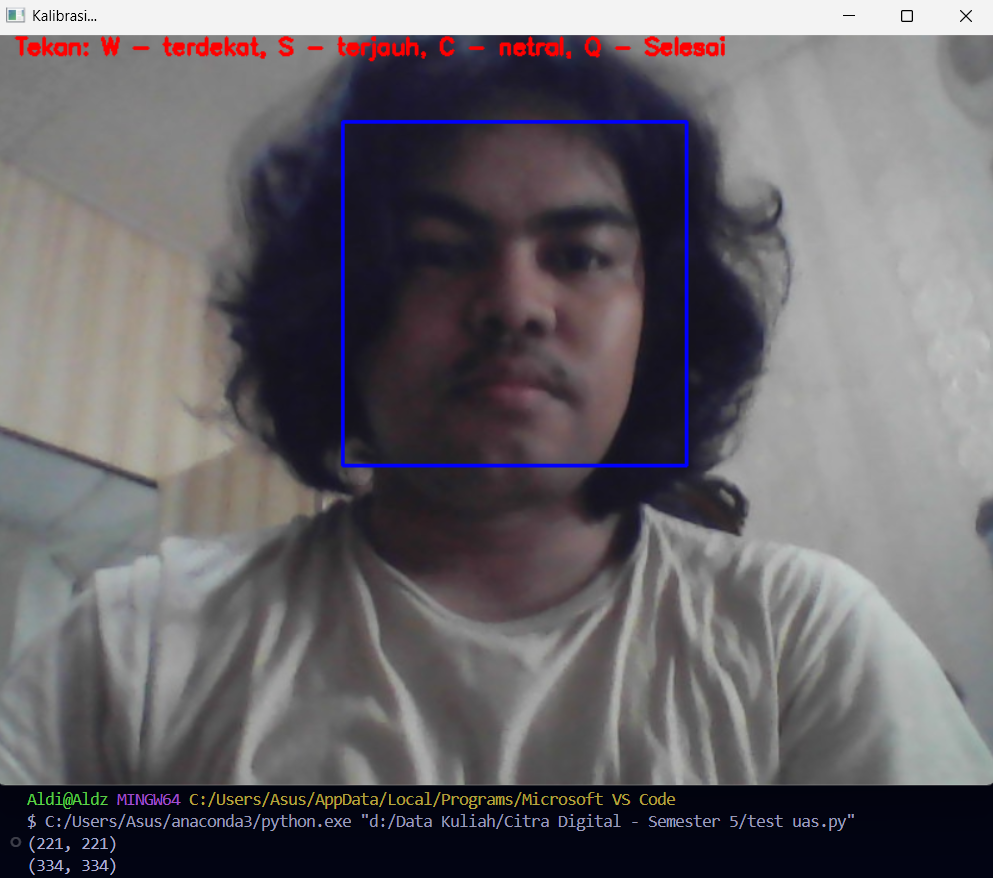 Kalibrasi...
Tekan: W - terdekat, S - terjauh, C - netral, Q - Selesai
Aldi@Aldz MINGW64 C:/Users/Asus/AppData/Local/Programs/Microsoft VS Code
$ C:/Users/Asus/anaconda3/python.exe "d:/Data Kuliah/Citra Digital - Semester 5/test uas.py"
(221, 221)
(334, 334)